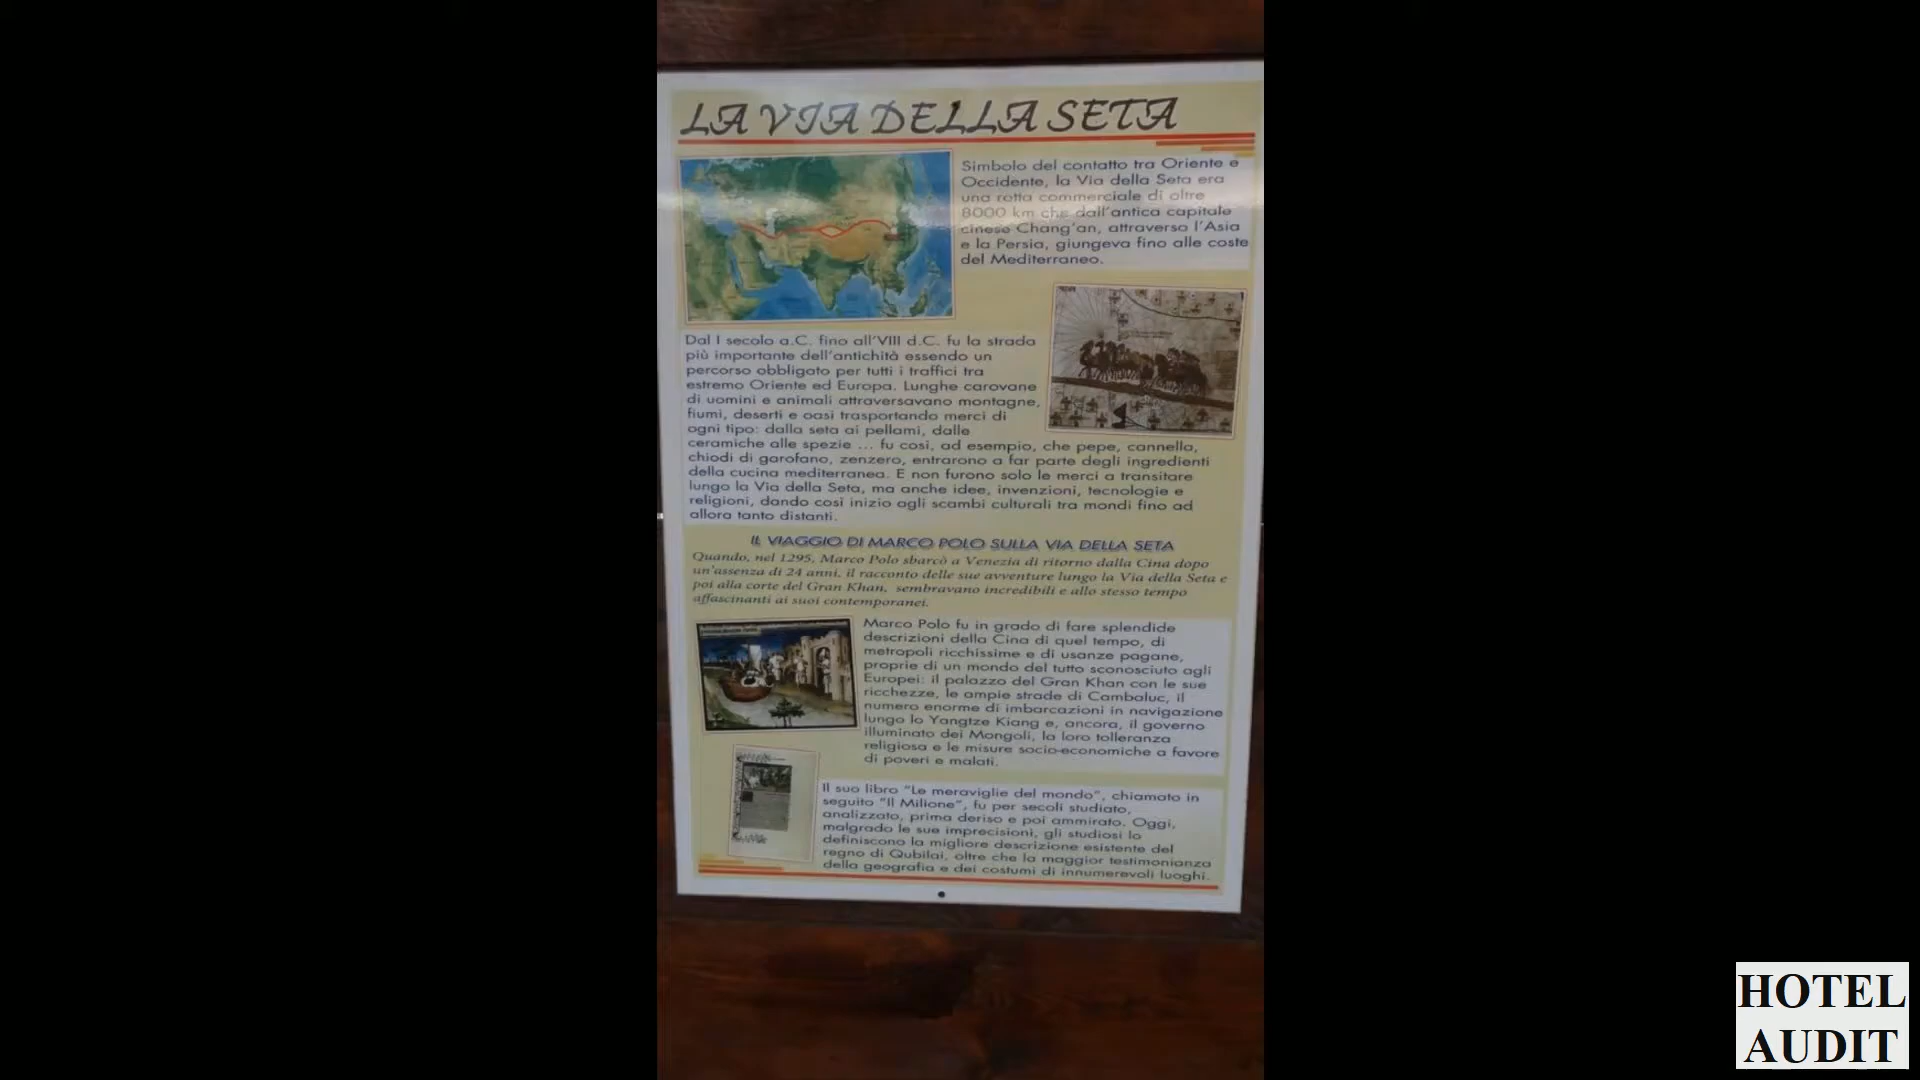 LA VIA DELLA SETA
Simbolo del contatto tra Oriente e
Occidente, la Via della Seta era
una rotta commerciale di oltre
8000 km che dall'antica capitale
cinese Chang'an, attraverso l'Asia
e la Persia, giungeva fino alle coste
del Mediterraneo.
Dal I secolo a.C. fino all'VIII d.C. fu la strada
più importante dell'antichità essendo un
percorso obbligato per tutti i traffici tra
estremo Oriente ed Europa. Lunghe carovane
di uomini e animali attraversavano montagne,
fiumi, deserti e oasi trasportando merci di
ogni tipo: dalla seta ai pellami, dalle
ceramiche alle spezie ... fu così, ad esempio, che pepe, cannella,
chiodi di garofano, zenzero, entrarono a far parte degli ingredienti
della cucina mediterranea. E non furono solo le merci a transitare
lungo la Via della Seta, ma anche idee, invenzioni, tecnologie e
religioni, dando così inizio agli scambi culturali tra mondi fino ad
allora tanto distanti.
IL VIAGGIO DI MARCO POLO SULLA VIA DELLA SETA
Quando, nel 1295, Marco Polo sbarcò a Venezia di ritorno dalla Cina dopo
un'assenza di 24 anni, il racconto delle sue avventure lungo la Via della Seta e
poi alla corte del Gran Khan, sembravano incredibili e allo stesso tempo
affascinanti ai suoi contemporanei.
Marco Polo fu in grado di fare splendide
descrizioni della Cina di quel tempo, di
metropoli ricchissime e di usanze pagane,
proprie di un mondo del tutto sconosciuto agli
Europei: il palazzo del Gran Khan con le sue
ricchezze, le ampie strade di Cambaluc, il
numero enorme di imbarcazioni in navigazione
lungo lo Yangtze Kiang e, ancora, il governo
illuminato dei Mongoli, la loro tolleranza
religiosa e le misure socio-economiche a favore
di poveri e malati.
Il suo libro "Le meraviglie del mondo", chiamato in
seguito "Il Milione", fu per secoli studiato,
analizzato, prima deriso e poi ammirato. Oggi,
malgrado le sue imprecisioni, gli studiosi lo
definiscono la migliore descrizione esistente del
regno di Qubilai, oltre che la maggior testimonianza
della geografia e dei costumi di innumerevoli luoghi.
HOTEL
AUDIT